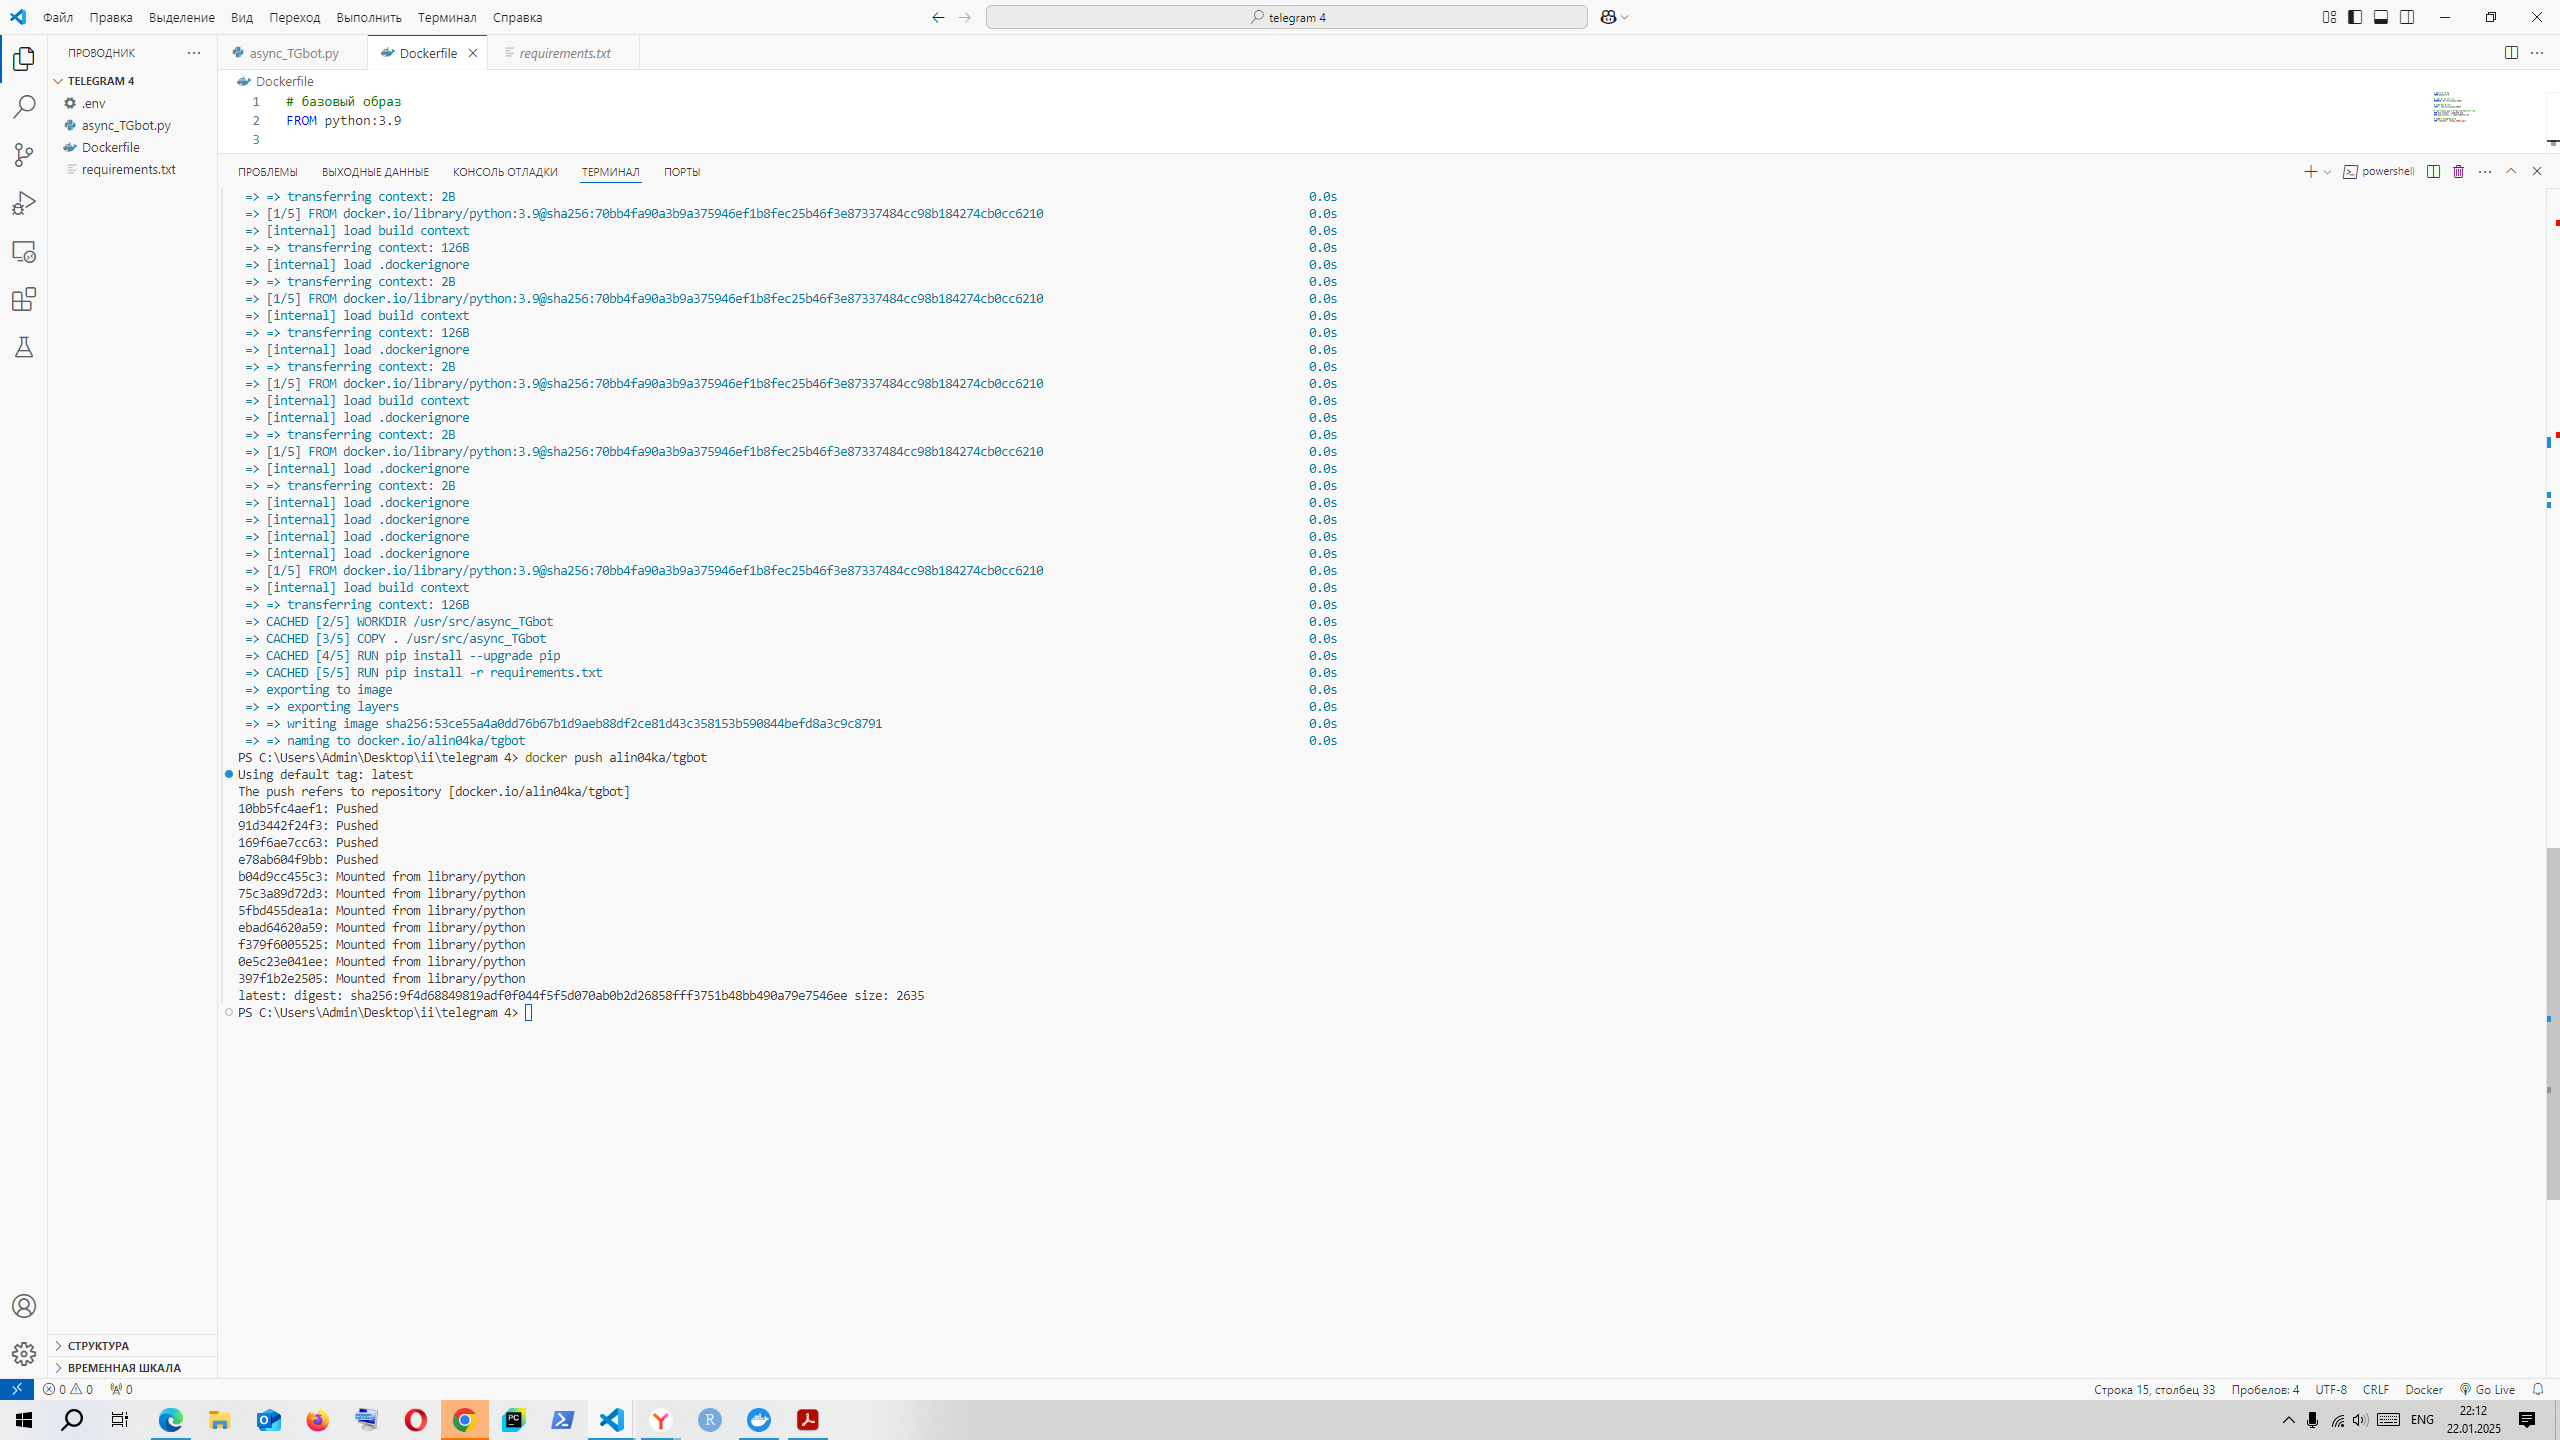 Файл Правка Выделение Вид Переход Выполнить Терминал Справка
telegram 4
ПРОВОДНИК
TELEGRAM 4
.env
async_TGbot.py
Dockerfile
requirements.txt
async_TGbot.py Dockerfile requirements.txt
Dockerfile
1 # базовый образ
2 FROM python:3.9
3
ПРОБЛЕМЫ ВЫХОДНЫЕ ДАННЫЕ КОНСОЛЬ ОТЛАДКИ ТЕРМИНАЛ ПОРТЫ
powershell
=> => transferring context: 2B 0.0s
=> [1/5] FROM docker.io/library/python:3.9@sha256:70bb4fa90a3b9a375946ef1b8fec25b46f3e87337484cc98b184274cb0cc6210 0.0s
=> [internal] load build context 0.0s
=> => transferring context: 126B 0.0s
=> [internal] load .dockerignore 0.0s
=> => transferring context: 2B 0.0s
=> [1/5] FROM docker.io/library/python:3.9@sha256:70bb4fa90a3b9a375946ef1b8fec25b46f3e87337484cc98b184274cb0cc6210 0.0s
=> [internal] load build context 0.0s
=> => transferring context: 126B 0.0s
=> [internal] load .dockerignore 0.0s
=> => transferring context: 2B 0.0s
=> [1/5] FROM docker.io/library/python:3.9@sha256:70bb4fa90a3b9a375946ef1b8fec25b46f3e87337484cc98b184274cb0cc6210 0.0s
=> [internal] load build context 0.0s
=> [internal] load .dockerignore 0.0s
=> => transferring context: 2B 0.0s
=> [1/5] FROM docker.io/library/python:3.9@sha256:70bb4fa90a3b9a375946ef1b8fec25b46f3e87337484cc98b184274cb0cc6210 0.0s
=> [internal] load .dockerignore 0.0s
=> => transferring context: 2B 0.0s
=> [internal] load .dockerignore 0.0s
=> [internal] load .dockerignore 0.0s
=> [internal] load .dockerignore 0.0s
=> [internal] load .dockerignore 0.0s
=> [1/5] FROM docker.io/library/python:3.9@sha256:70bb4fa90a3b9a375946ef1b8fec25b46f3e87337484cc98b184274cb0cc6210 0.0s
=> [internal] load build context 0.0s
=> => transferring context: 126B 0.0s
=> CACHED [2/5] WORKDIR /usr/src/async_TGbot 0.0s
=> CACHED [3/5] COPY . /usr/src/async_TGbot 0.0s
=> CACHED [4/5] RUN pip install --upgrade pip 0.0s
=> CACHED [5/5] RUN pip install -r requirements.txt 0.0s
=> exporting to image 0.0s
=> => exporting layers 0.0s
=> => writing image sha256:53ce55a4a0dd76b67b1d9aeb88df2ce81d43c358153b590844befd8a3c9c8791 0.0s
=> => naming to docker.io/alin04ka/tgbot 0.0s
PS C:\Users\Admin\Desktop\ii\telegram 4> docker push alin04ka/tgbot
Using default tag: latest
The push refers to repository [docker.io/alin04ka/tgbot]
10bb5fc4aef1: Pushed
91d3442f24f3: Pushed
169f6ae7cc63: Pushed
e78ab604f9bb: Pushed
b04d9cc455c3: Mounted from library/python
75c3a89d72d3: Mounted from library/python
5fbd455dea1a: Mounted from library/python
ebad64620a59: Mounted from library/python
f379f6005525: Mounted from library/python
0e5c23e041ee: Mounted from library/python
397f1b2e2505: Mounted from library/python
latest: digest: sha256:9f4d68849819adf0f044f5f5d070ab0b2d26858fff3751b48bb490a79e7546ee size: 2635
PS C:\Users\Admin\Desktop\ii\telegram 4>
СТРУКТУРА
ВРЕМЕННАЯ ШКАЛА
0 0 0
Строка 15, столбец 33 Пробелов: 4 UTF-8 CRLF Docker Go Live
ENG
22:12
22.01.2025